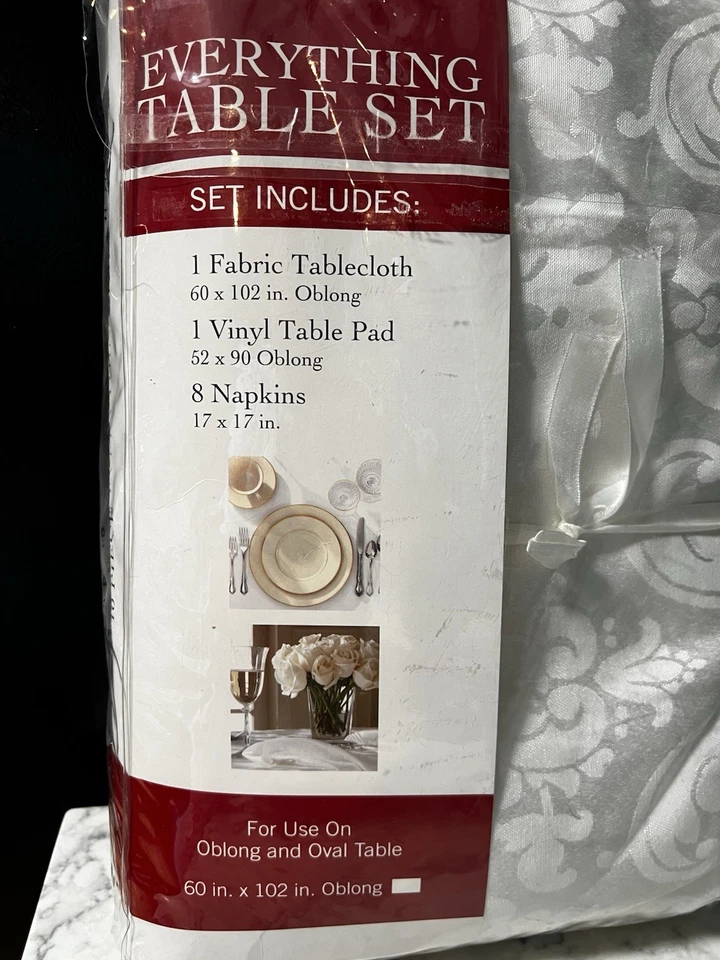 EVERYTHING
TABLE SET
SET INCLUDES:
1 Fabric Tablecloth
60 x 102 in. Oblong
1 Vinyl Table Pad
52 x 90 Oblong
8 Napkins
17 x 17 in.
For Use On
Oblong and Oval Table
60 in. x 102 in. Oblong